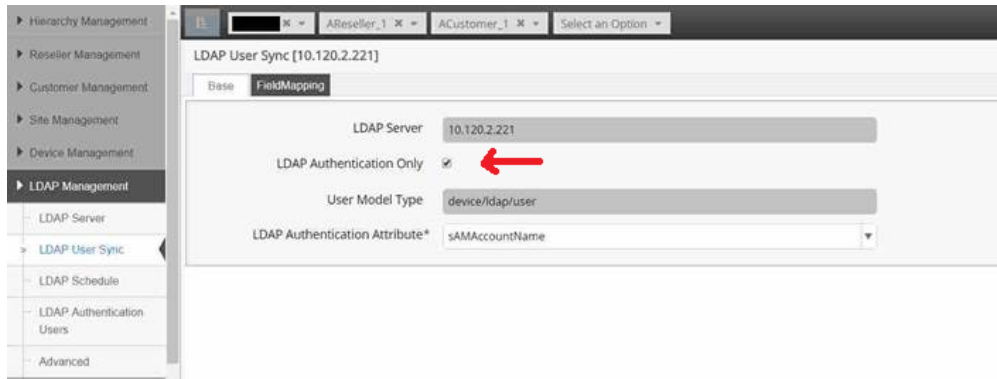 Hierarchy Management
Reseller Management
Customer Management
Site Management
Device Management
LDAP Management
LDAP Server
LDAP User Sync
LDAP Schedule
LDAP Authentication
Users
Advanced
AReseller_1
ACustomer_1
Select an Option
LDAP User Sync [10.120.2.221]
Base
FieldMapping
LDAP Server
10.120.2.221
LDAP Authentication Only
User Model Type
device/ldap/user
LDAP Authentication Attribute*
sAMAccountName